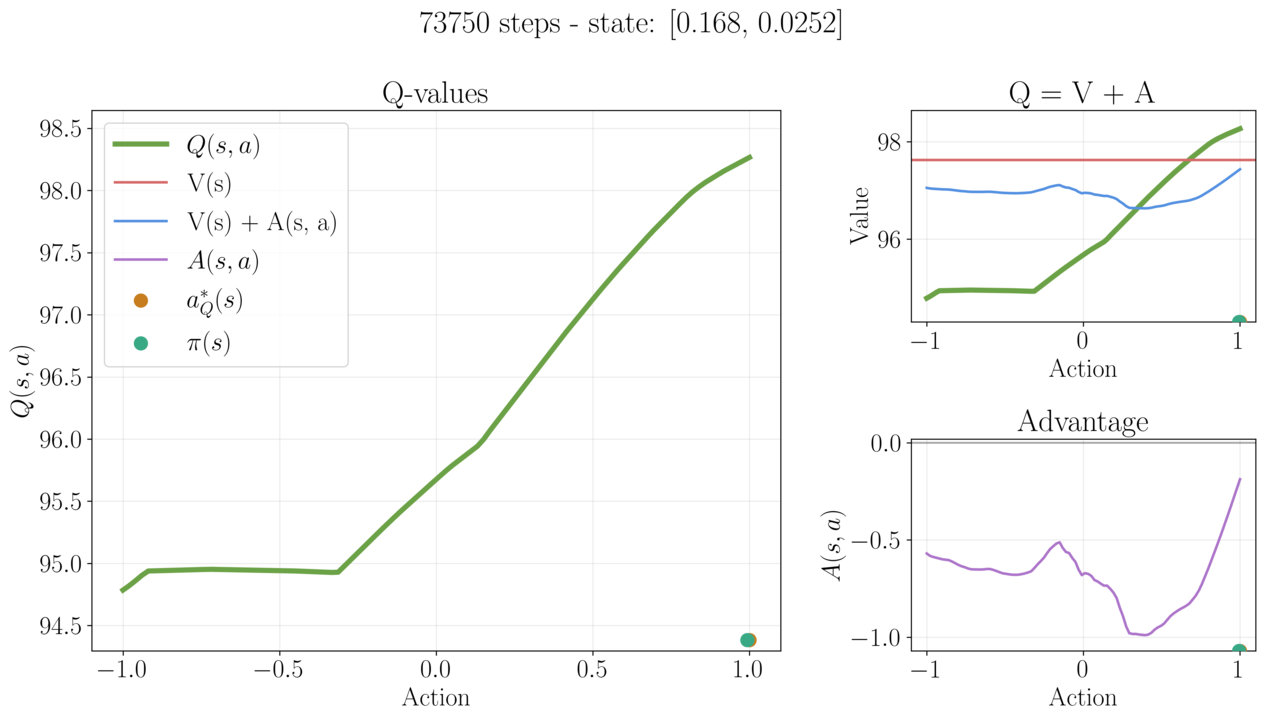 73750 steps - state: [0.168, 0.0252]
Q-values
Q(s, a)
98.5
98.0
97.5
97.0
96.5
96.0
95.5
95.0
94.5
Q(s, a)
V(s)
V(s) + A(s, a)
A(s, a)
a*Q(s)
π(s)
−1.0
−0.5
0.0
0.5
1.0
Action
Q = V + A
Value
98
96
−1
0
1
Action
Advantage
A(s, a)
0.0
−0.5
−1.0
−1
0
1
Action